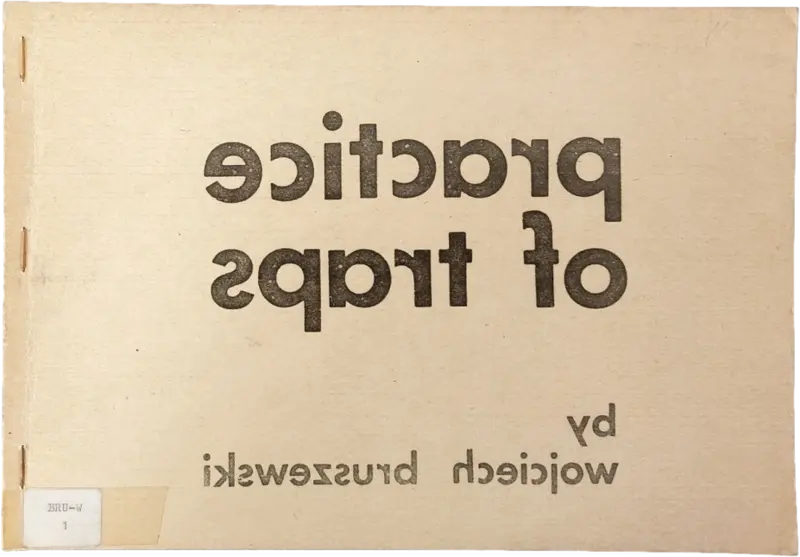 practice
of traps
by
wojciech bruszewski
BRU-W
1